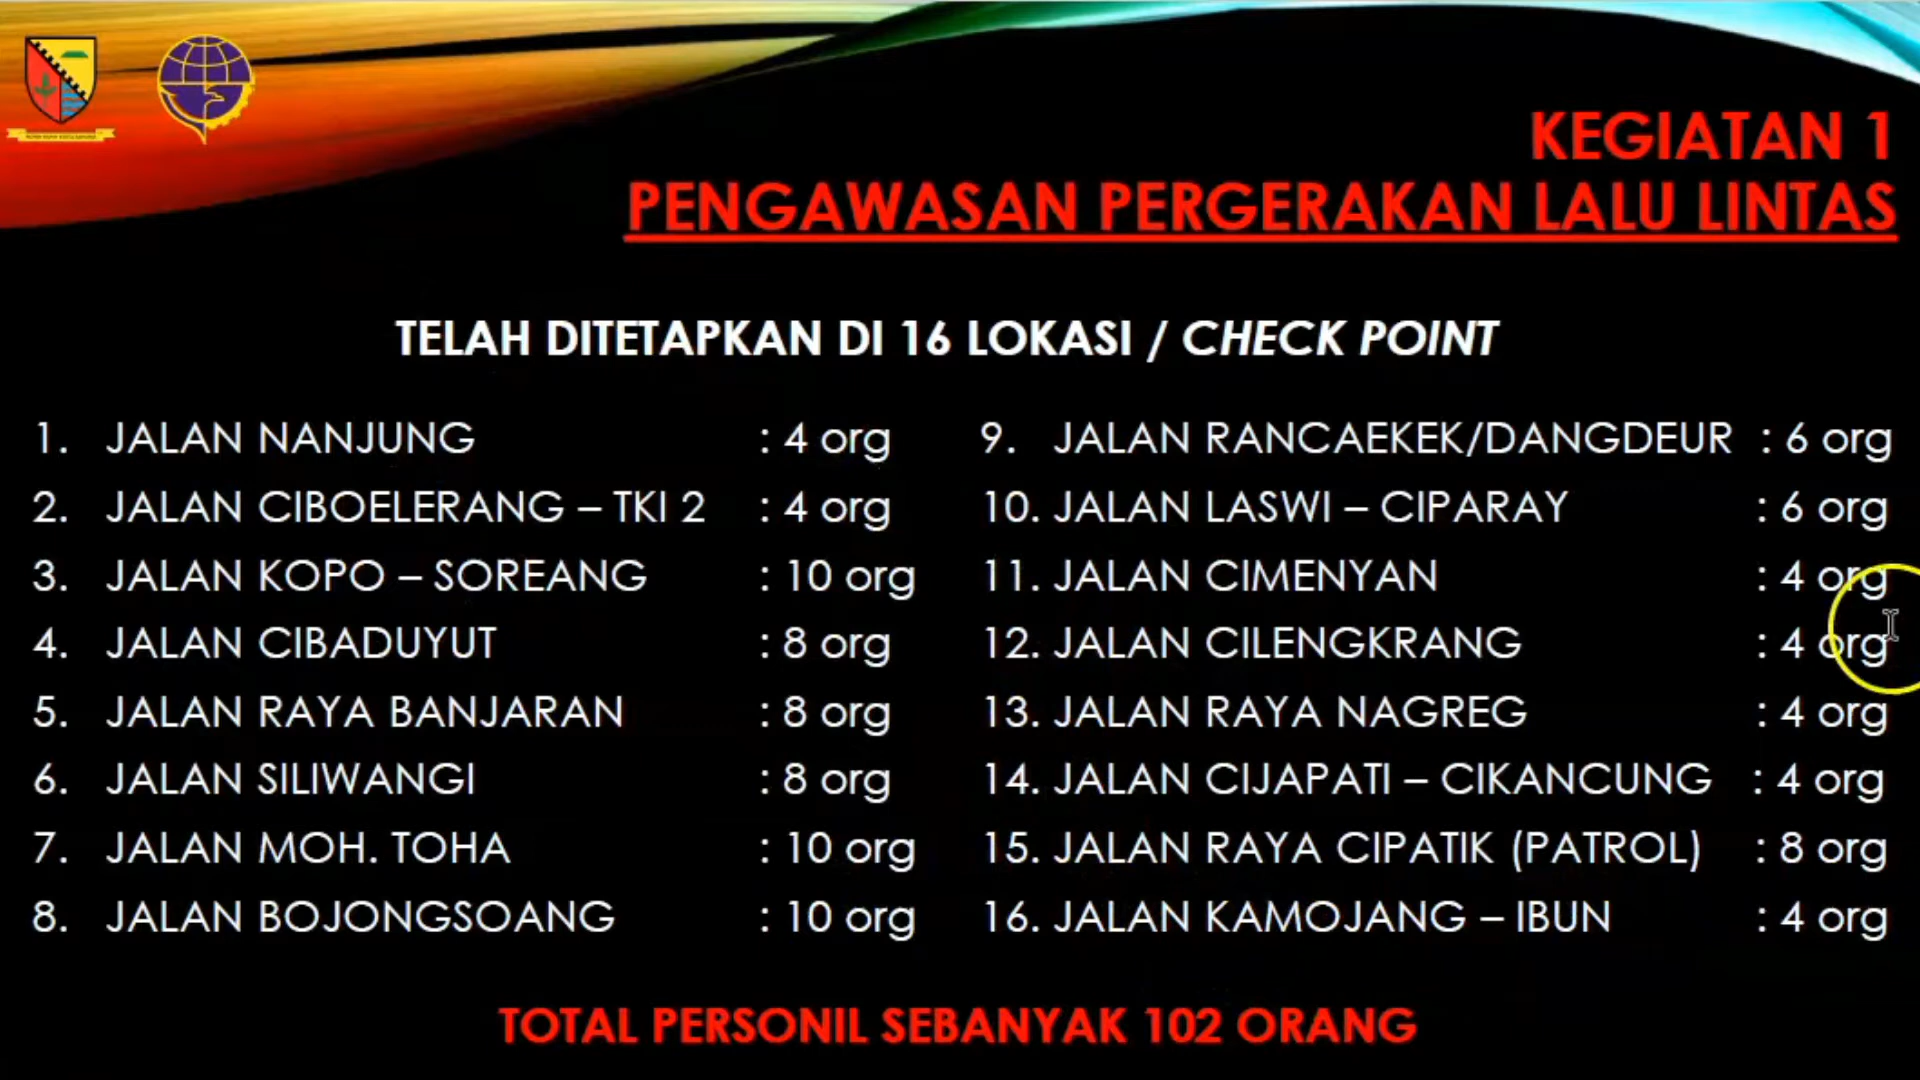 KEGIATAN 1
PENGAWASAN PERGERAKAN LALU LINTAS
TELAH DITETAPKAN DI 16 LOKASI / CHECK POINT
1. JALAN NANJUNG : 4 org
2. JALAN CIBOELERANG – TKI 2 : 4 org
3. JALAN KOPO – SOREANG : 10 org
4. JALAN CIBADUYUT : 8 org
5. JALAN RAYA BANJARAN : 8 org
6. JALAN SILIWANGI : 8 org
7. JALAN MOH. TOHA : 10 org
8. JALAN BOJONGSOANG : 10 org
9. JALAN RANCAEKEK/DANGDEUR : 6 org
10. JALAN LASWI – CIPARAY : 6 org
11. JALAN CIMENYAN : 4 org
12. JALAN CILENGKRANG : 4 org
13. JALAN RAYA NAGREG : 4 org
14. JALAN CIJAPATI – CIKANCUNG : 4 org
15. JALAN RAYA CIPATIK (PATROL) : 8 org
16. JALAN KAMOJANG – IBUN : 4 org
TOTAL PERSONIL SEBANYAK 102 ORANG